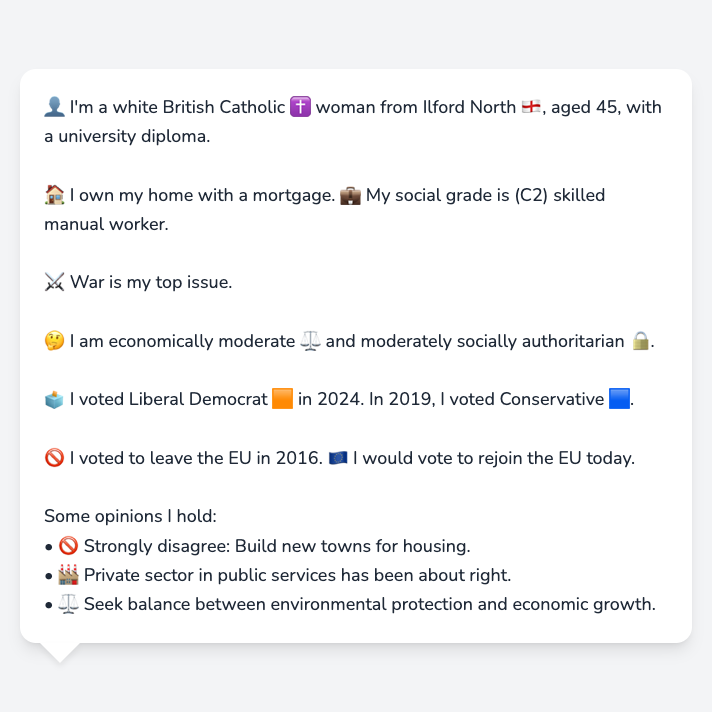 👤 I'm a white British Catholic ✝️ woman from Ilford North 🏴󠁧󠁢󠁥󠁮󠁧󠁿, aged 45, with
a university diploma.
🏠 I own my home with a mortgage. 💼 My social grade is (C2) skilled
manual worker.
⚔️ War is my top issue.
🤔 I am economically moderate ⚖️ and moderately socially authoritarian 🔒.
🗳️ I voted Liberal Democrat 🟧 in 2024. In 2019, I voted Conservative 🟦.
🚫 I voted to leave the EU in 2016. 🇪🇺 I would vote to rejoin the EU today.
Some opinions I hold:
• 🚫 Strongly disagree: Build new towns for housing.
• 🏭 Private sector in public services has been about right.
• ⚖️ Seek balance between environmental protection and economic growth.